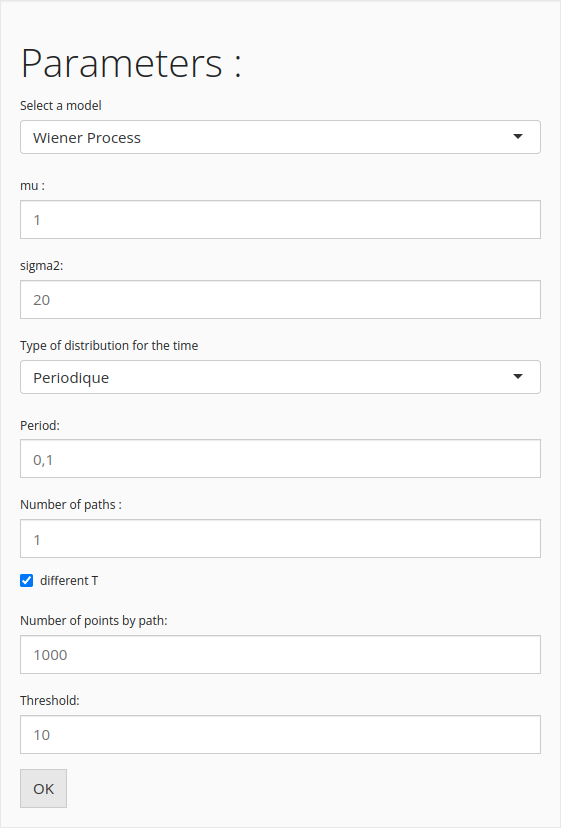 Parameters :
Select a model
Wiener Process
mu :
1
sigma2:
20
Type of distribution for the time
Periodique
Period:
0,1
Number of paths :
1
different T
Number of points by path:
1000
Threshold:
10
OK